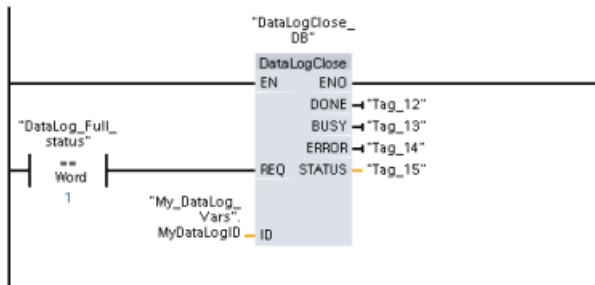 "DataLogClose_
DB"
DataLogClose
EN ENO
DONE "Tag_12"
BUSY "Tag_13"
"DataLog_Full_
status"
ERROR "Tag_14"
==
Word
REQ STATUS "Tag_15"
1
"My_DataLog_
Vars".
MyDataLogID ID